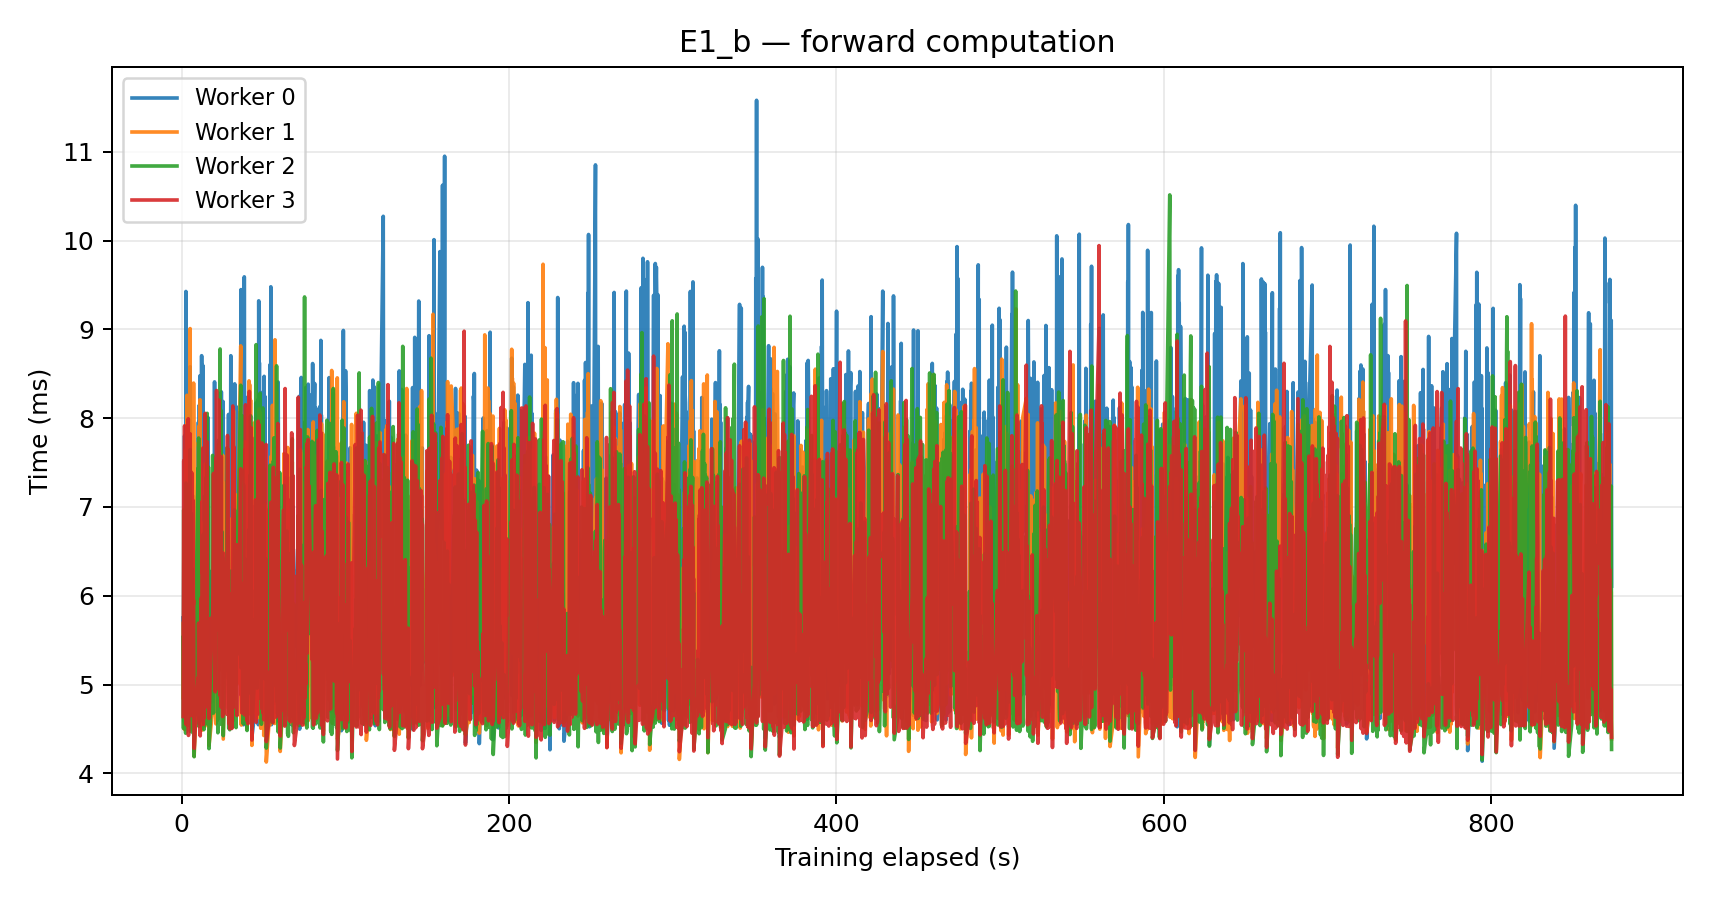 E1_b — forward computation
Worker 0
Worker 1
Worker 2
Worker 3
11
10
9
8
7
6
5
4
Time (ms)
0 200 400 600 800
Training elapsed (s)